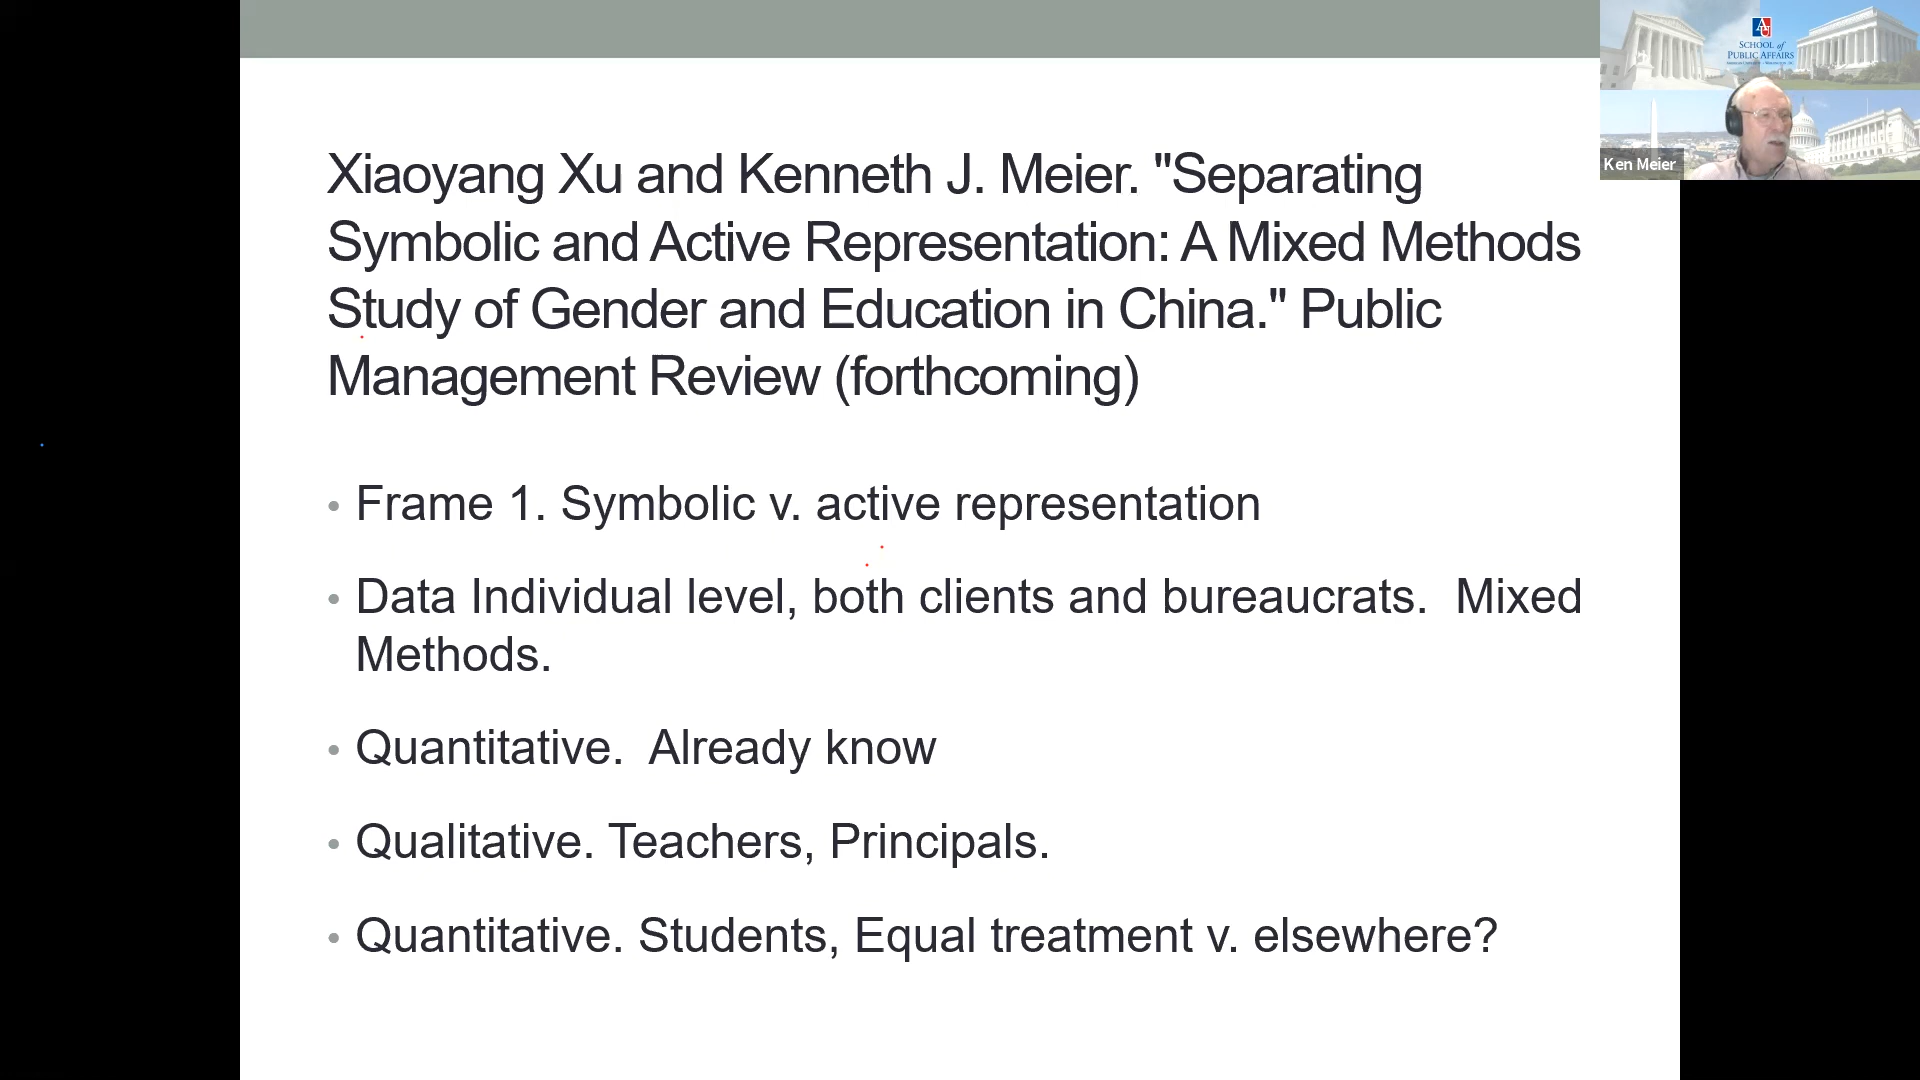 Xiaoyang Xu and Kenneth J. Meier. "Separating
Symbolic and Active Representation: A Mixed Methods
Study of Gender and Education in China." Public
Management Review (forthcoming)
• Frame 1. Symbolic v. active representation
• Data Individual level, both clients and bureaucrats.  Mixed
Methods.
• Quantitative.  Already know
• Qualitative. Teachers, Principals.
• Quantitative. Students, Equal treatment v. elsewhere?
AU
SCHOOL of
PUBLIC AFFAIRS
Ken Meier